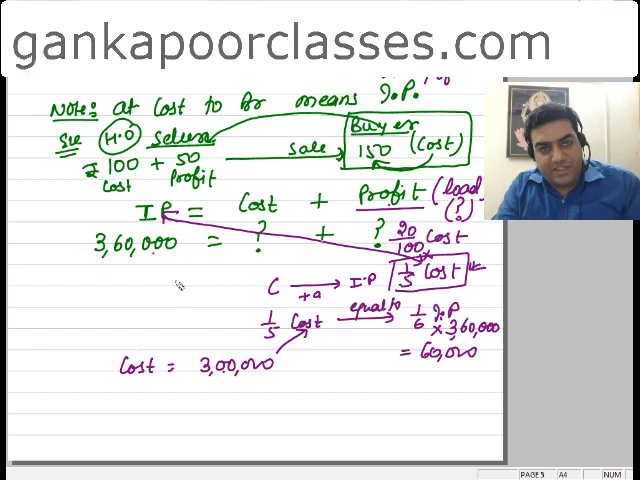 gankapoorclasses.com
Note: at Cost to Br means I.P.
See H.O seller Buyer
₹ 100 + 50 sale 150 (Cost)
Cost Profit
I P = Cost + Profit (load)
(?)
3,60,000 = ? + ? 20/100 Cost
C +a → I.P 1/5 Cost
1/5 Cost equal to 1/6 I.P
x 3,60,000
Cost = 3,00,000 = 60,000
PAGE 5 A4 NUM